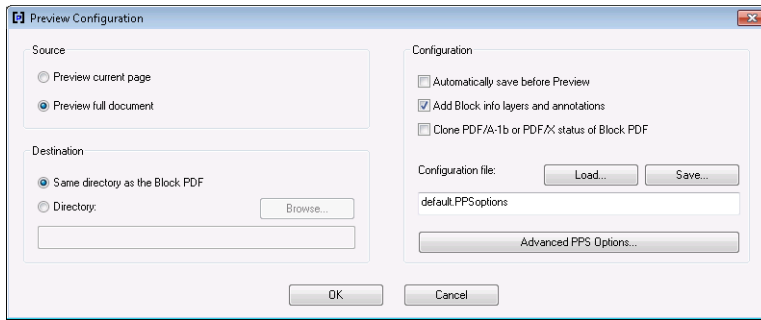 Preview Configuration
Source
Preview current page
Preview full document
Destination
Same directory as the Block PDF
Directory:
Browse...
Configuration
Automatically save before Preview
Add Block info layers and annotations
Clone PDF/A-1b or PDF/X status of Block PDF
Configuration file:
Load...
Save...
default.PPSoptions
Advanced PPS Options...
OK
Cancel